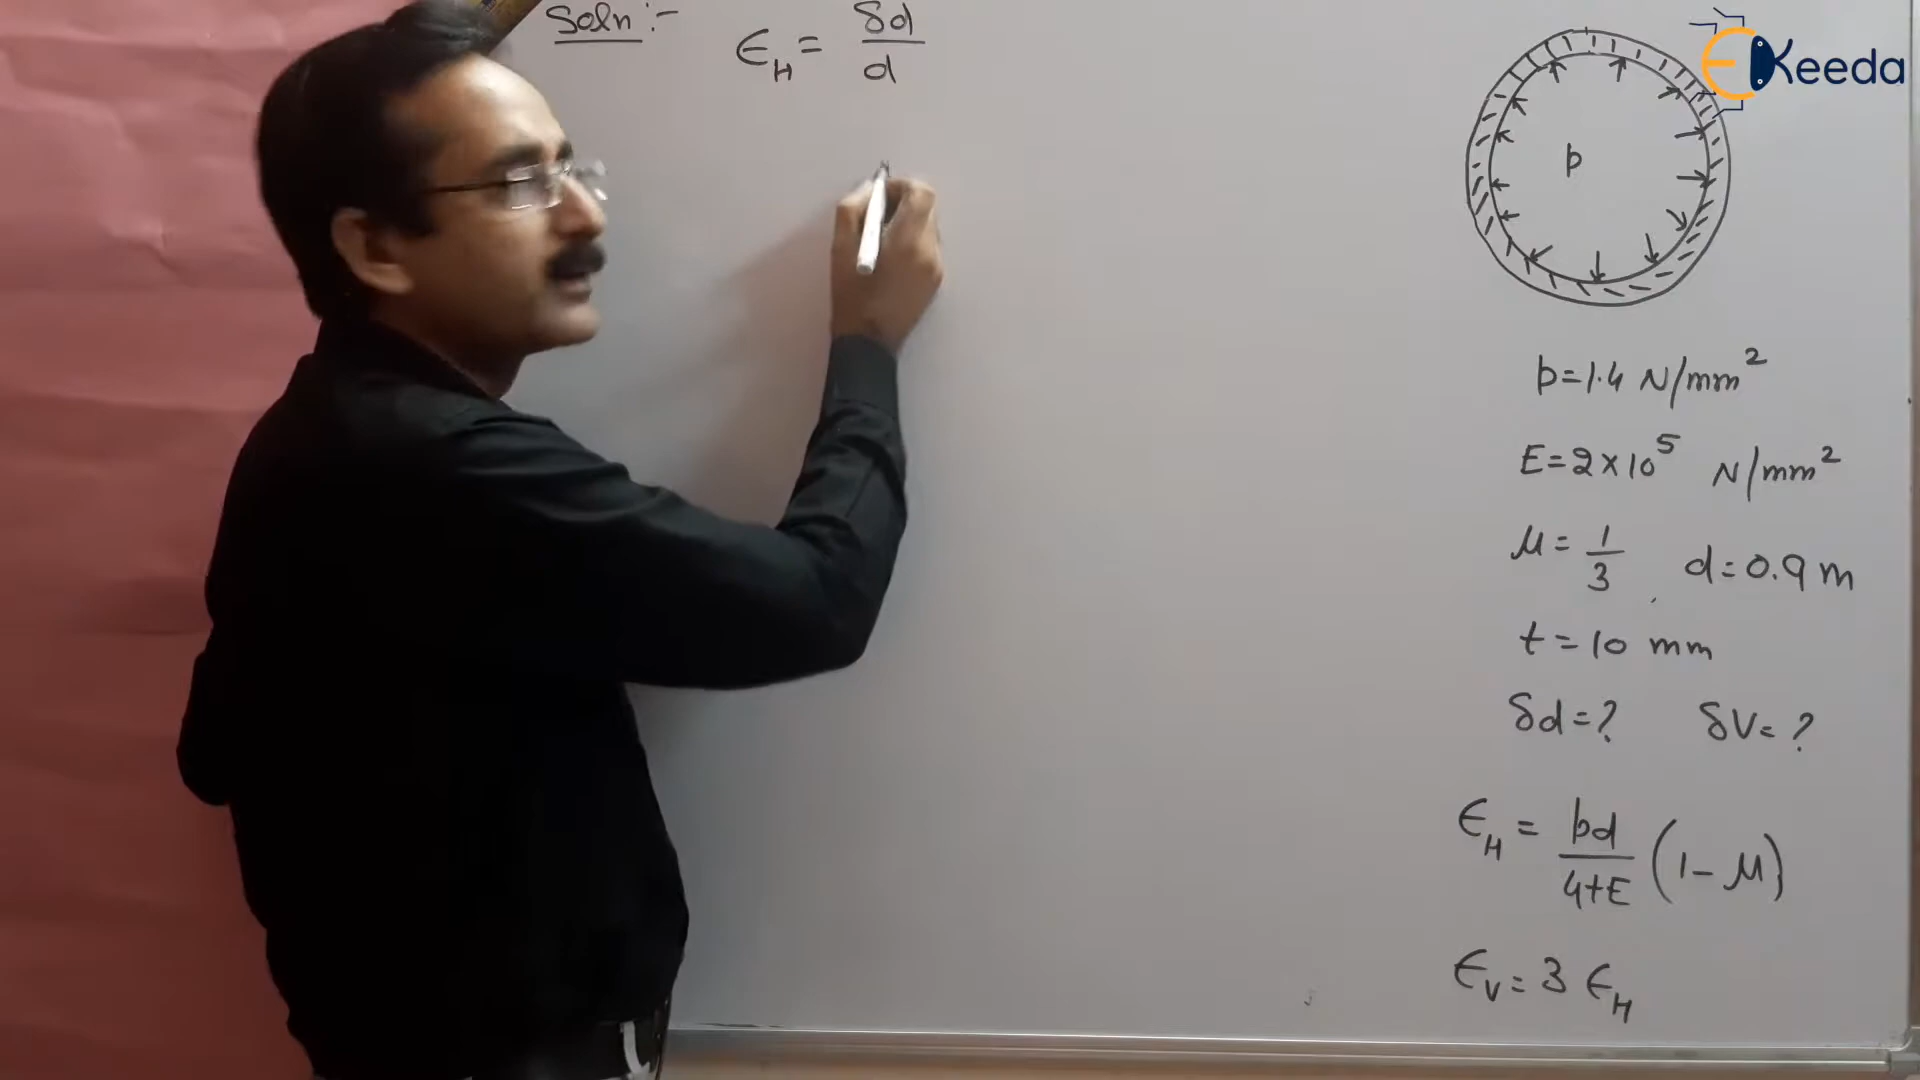 Soln :-
ϵ_H = δd/d
EKeeda
p
p=1.4 N/mm²
E=2×10⁵ N/mm²
μ=1/3 d=0.9 m
t=10 mm
δd=? δV=?
ϵ_H = pd/4tE (1-μ)
ϵ_V=3 ϵ_H